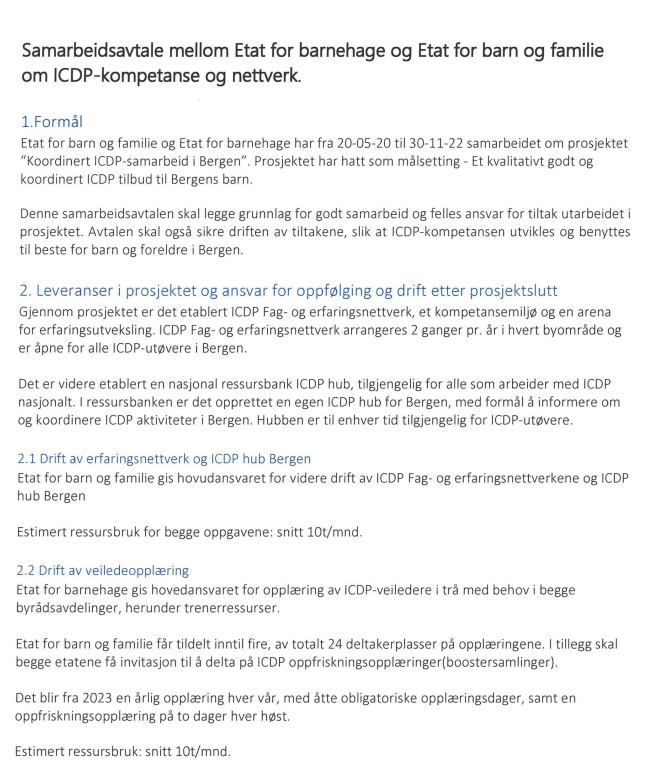 Samarbeidsavtale mellom Etat for barnehage og Etat for barn og familie
om ICDP-kompetanse og nettverk.
1.Formål
Etat for barn og familie og Etat for barnehage har fra 20-05-20 til 30-11-22 samarbeidet om prosjektet
“Koordinert ICDP-samarbeid i Bergen”. Prosjektet har hatt som målsetting - Et kvalitativt godt og
koordinert ICDP tilbud til Bergens barn.
Denne samarbeidsavtalen skal legge grunnlag for godt samarbeid og felles ansvar for tiltak utarbeidet i
prosjektet. Avtalen skal også sikre driften av tiltakene, slik at ICDP-kompetansen utvikles og benyttes
til beste for barn og foreldre i Bergen.
2. Leveranser i prosjektet og ansvar for oppfølging og drift etter prosjektslutt
Gjennom prosjektet er det etablert ICDP Fag- og erfaringsnettverk, et kompetansemiljø og en arena
for erfaringsutveksling. ICDP Fag- og erfaringsnettverk arrangeres 2 ganger pr. år i hvert byområde og
er åpne for alle ICDP-utøvere i Bergen.
Det er videre etablert en nasjonal ressursbank ICDP hub, tilgjengelig for alle som arbeider med ICDP
nasjonalt. I ressursbanken er det opprettet en egen ICDP hub for Bergen, med formål å informere om
og koordinere ICDP aktiviteter i Bergen. Hubben er til enhver tid tilgjengelig for ICDP-utøvere.
2.1 Drift av erfaringsnettverk og ICDP hub Bergen
Etat for barn og familie gis hovudansvaret for videre drift av ICDP Fag- og erfaringsnettverkene og ICDP
hub Bergen
Estimert ressursbruk for begge oppgavene: snitt 10t/mnd.
2.2 Drift av veiledeopplæring
Etat for barnehage gis hovedansvaret for opplæring av ICDP-veiledere i trå med behov i begge
byrådsavdelinger, herunder trenerressurser.
Etat for barn og familie får tildelt inntil fire, av totalt 24 deltakerplasser på opplæringene. I tillegg skal
begge etatene få invitasjon til å delta på ICDP oppfriskningsopplæringer(boostersamlinger).
Det blir fra 2023 en årlig opplæring hver vår, med åtte obligatoriske opplæringsdager, samt en
oppfriskningsopplæring på to dager hver høst.
Estimert ressursbruk: snitt 10t/mnd.